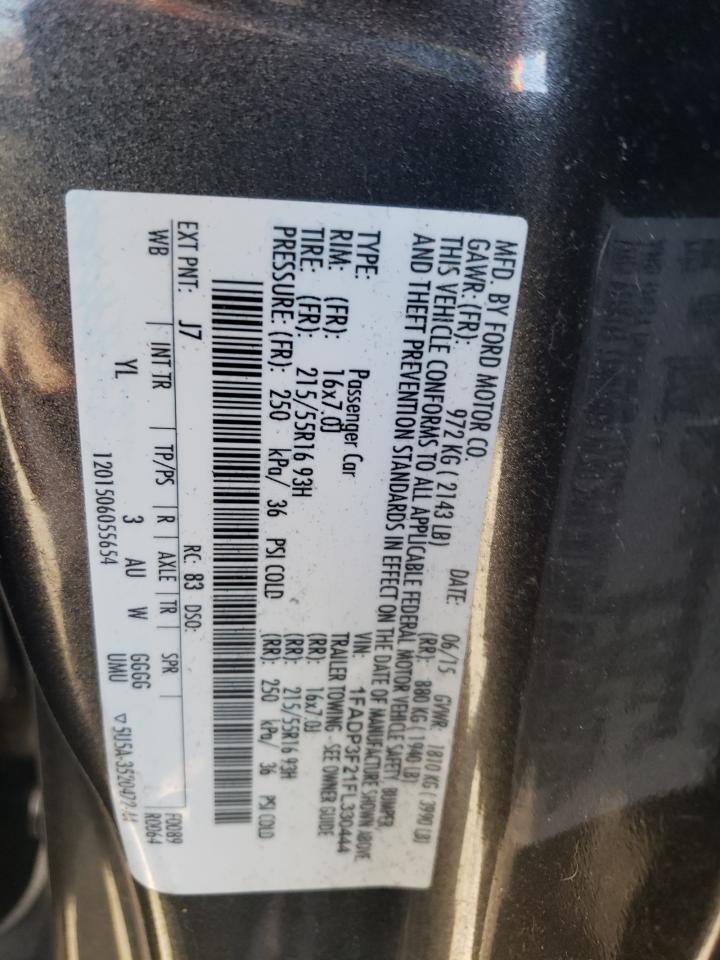 MFD. BY FORD MOTOR CO.
DATE: 06/15 GVWR: 1810 KG ( 3990 LB)
GAWR: (FR): 972 KG ( 2143 LB) (RR): 880 KG ( 1940 LB)
THIS VEHICLE CONFORMS TO ALL APPLICABLE FEDERAL MOTOR VEHICLE SAFETY, BUMPER,
AND THEFT PREVENTION STANDARDS IN EFFECT ON THE DATE OF MANUFACTURE SHOWN ABOVE.
VIN: 1FADP3F21FL330444
TYPE: Passenger Car TRAILER TOWING - SEE OWNER GUIDE
RIM: (FR): 16x7.0J (RR): 16x7.0J
TIRE: (FR): 215/55R16 93H (RR): 215/55R16 93H
PRESSURE: (FR): 250 kPa/ 36 PSI COLD (RR): 250 kPa/ 36 PSI COLD
EXT PNT: J7 RC: 83 DSO: F0089
R0064
WB INT TR TP/PS R AXLE TR SPR
YL 3 AU W GGGG
UMU
1201506055654 5U5A-3520472-